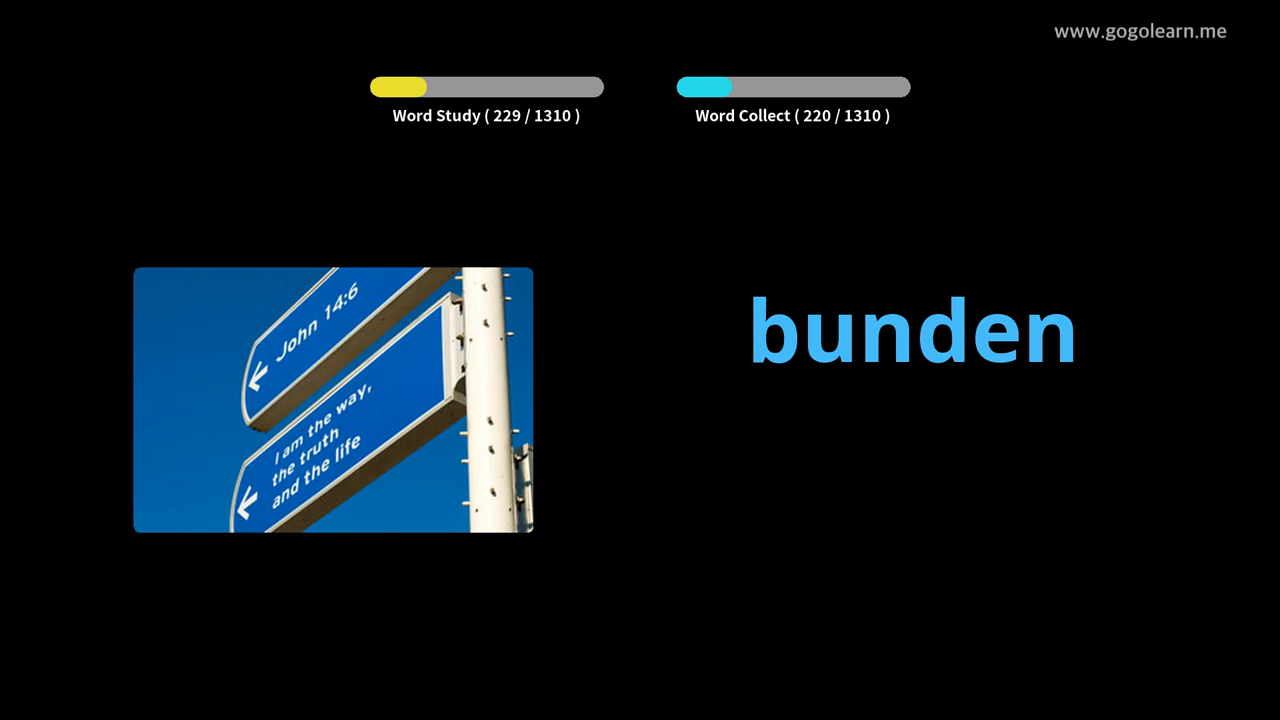 www.gogolearn.me
Word Study ( 229 / 1310 )
Word Collect ( 220 / 1310 )
John 14:6
I am the way,
the truth
and the life
bunden